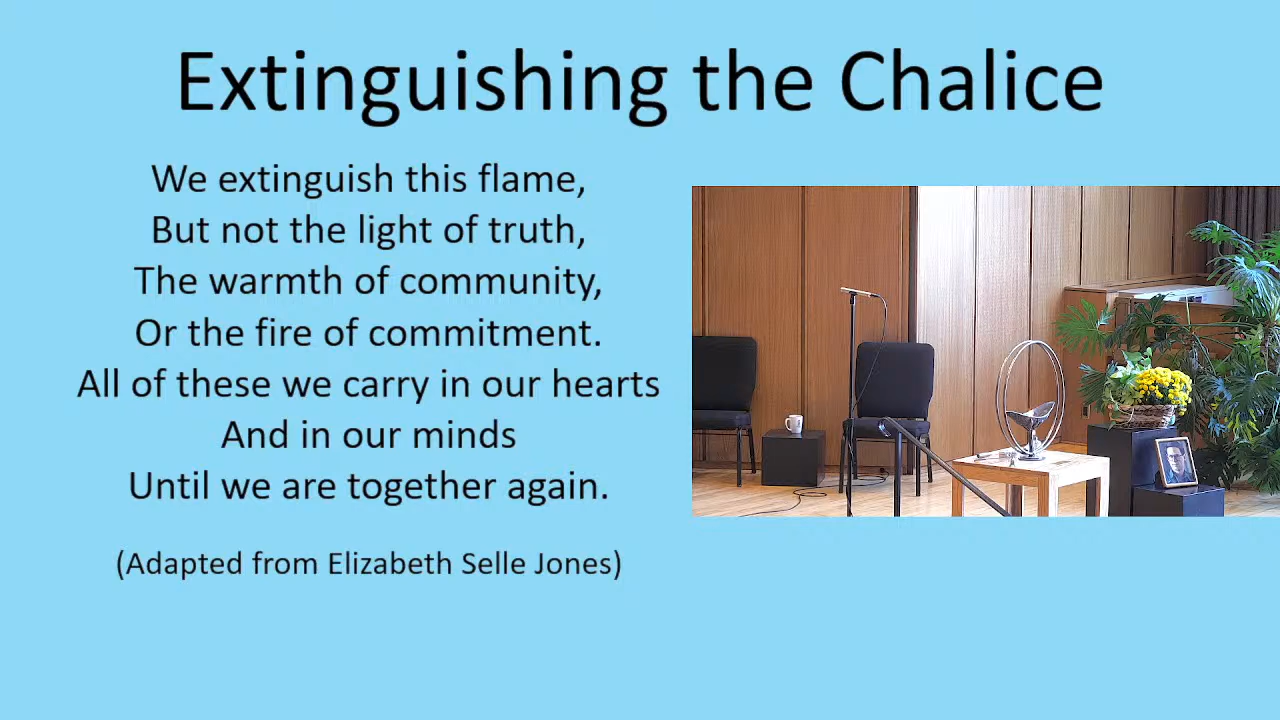 Extinguishing the Chalice
We extinguish this flame,
But not the light of truth,
The warmth of community,
Or the fire of commitment.
All of these we carry in our hearts
And in our minds
Until we are together again.
(Adapted from Elizabeth Selle Jones)